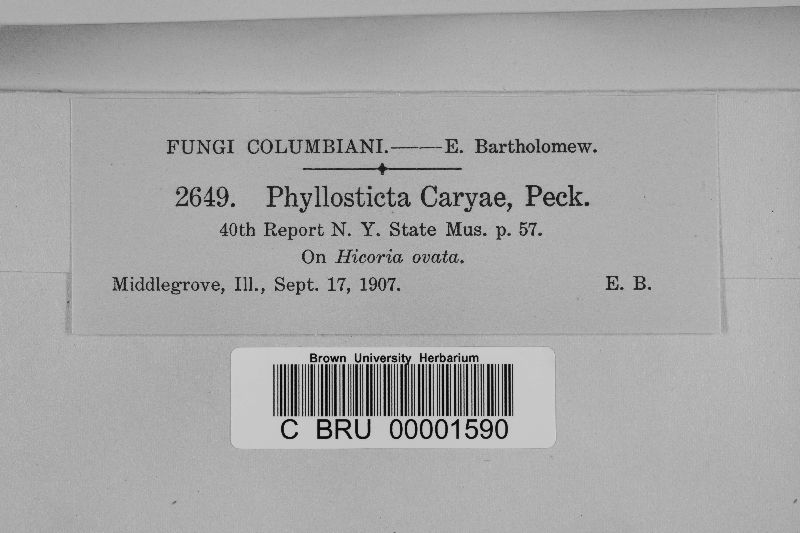 FUNGI COLUMBIANI.——E. Bartholomew.
2649. Phyllosticta Caryae, Peck.
40th Report N. Y. State Mus. p. 57.
On Hicoria ovata.
Middlegrove, Ill., Sept. 17, 1907. E. B.
Brown University Herbarium
C BRU 00001590